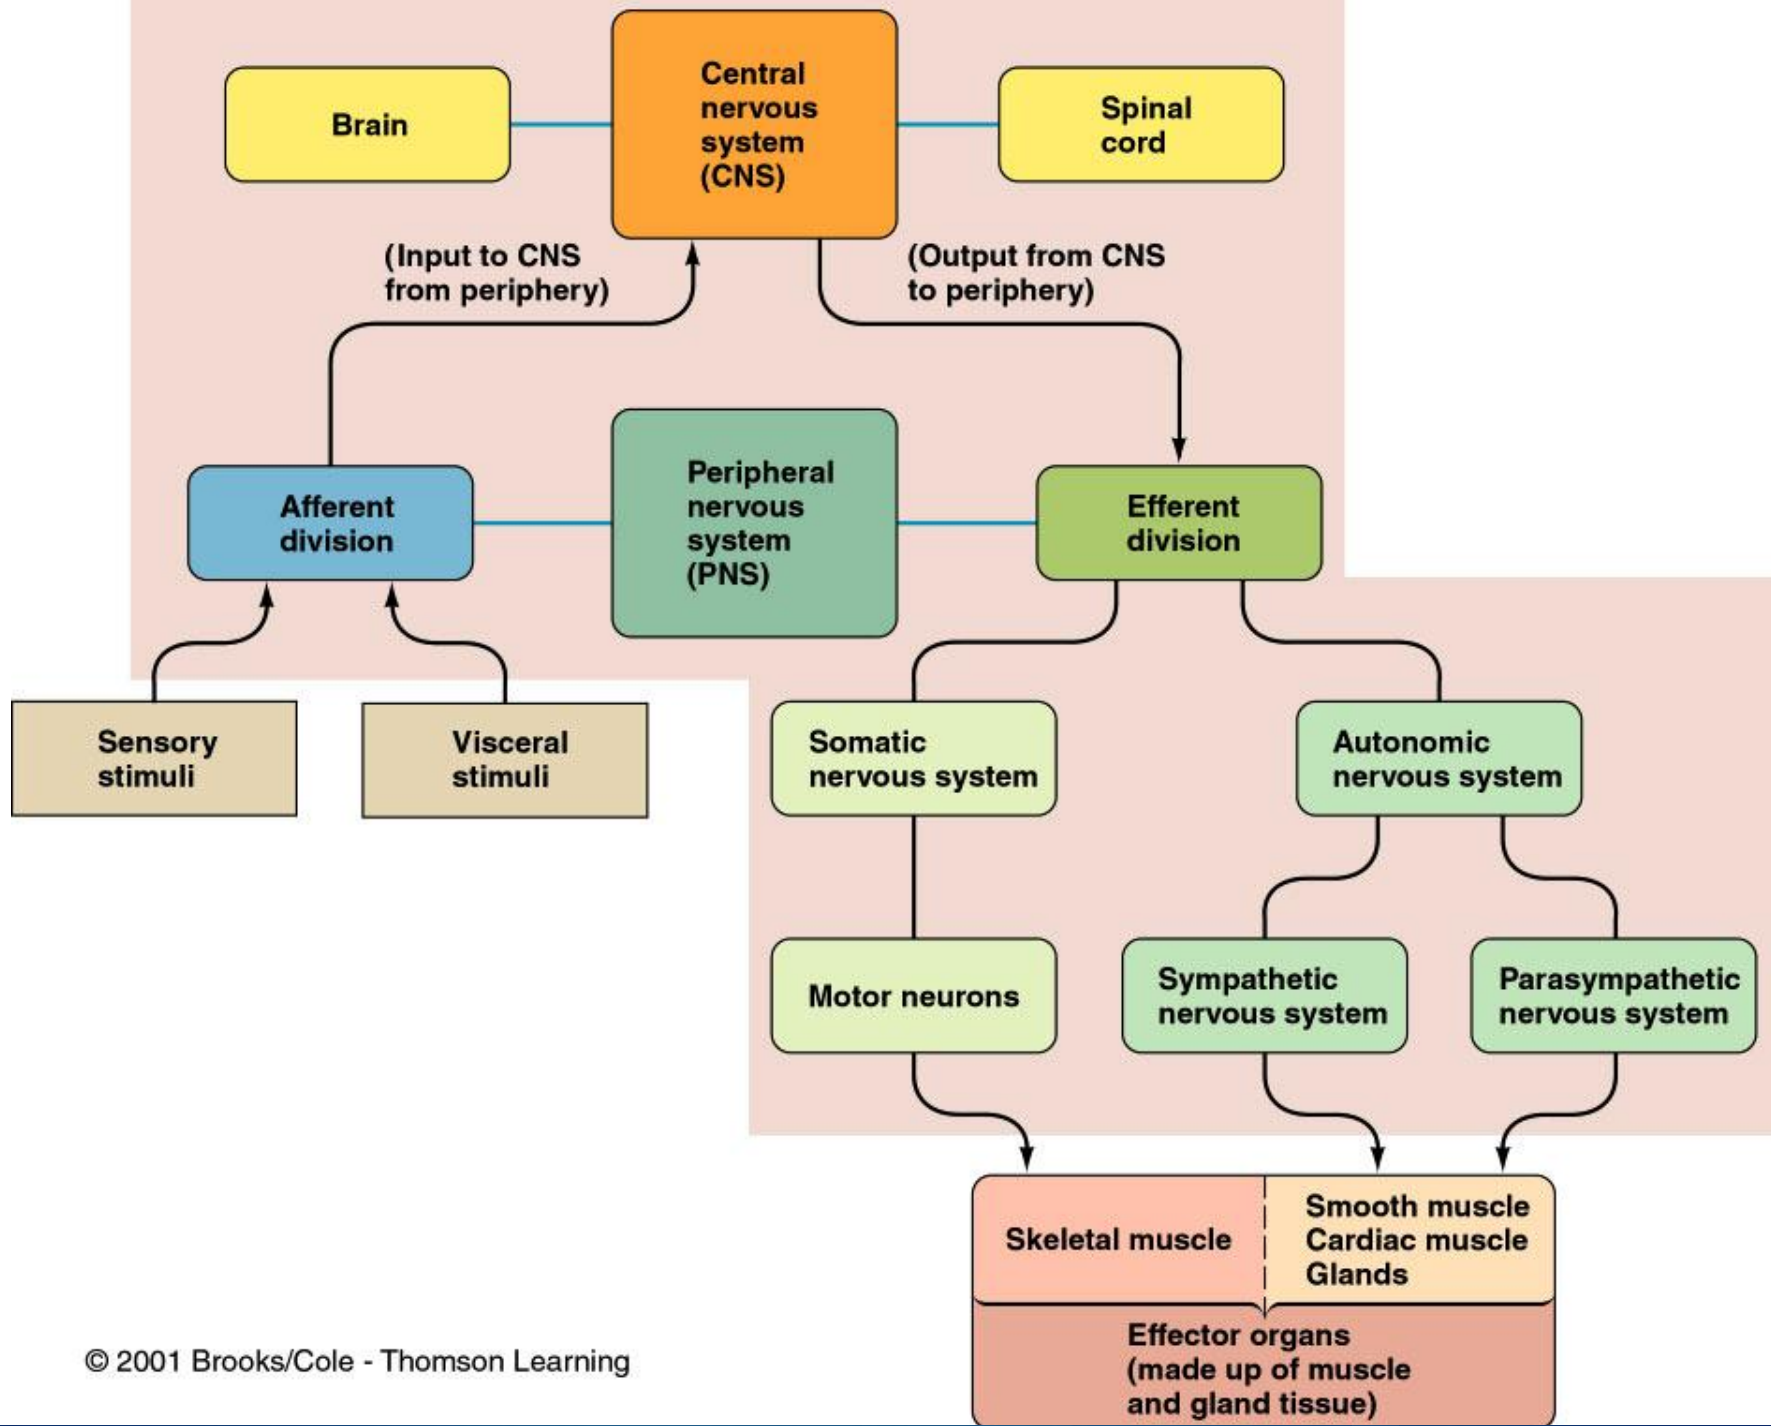 Central
nervous
system
(CNS)
Brain
Spinal
cord
(Input to CNS
from periphery)
(Output from CNS
to periphery)
Afferent
division
Peripheral
nervous
system
(PNS)
Efferent
division
Sensory
stimuli
Visceral
stimuli
Somatic
nervous system
Autonomic
nervous system
Motor neurons
Sympathetic
nervous system
Parasympathetic
nervous system
Skeletal muscle
Smooth muscle
Cardiac muscle
Glands
Effector organs
(made up of muscle
and gland tissue)
© 2001 Brooks/Cole - Thomson Learning